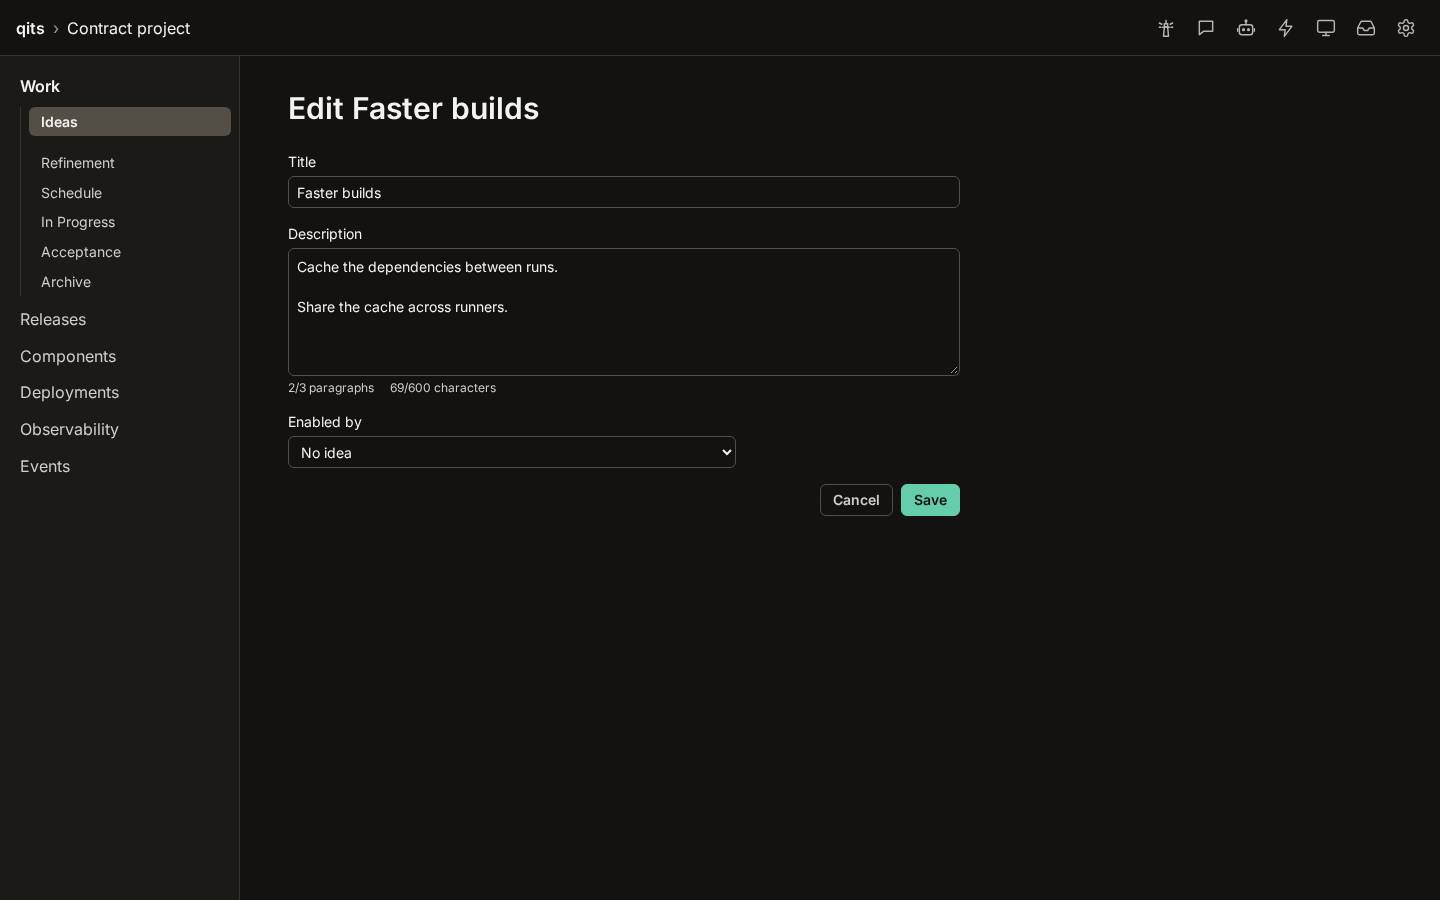 qits › Contract project
Work
Ideas
Refinement
Schedule
In Progress
Acceptance
Archive
Releases
Components
Deployments
Observability
Events
Edit Faster builds
Title
Faster builds
Description
Cache the dependencies between runs.
Share the cache across runners.
2/3 paragraphs 69/600 characters
Enabled by
No idea
Cancel Save